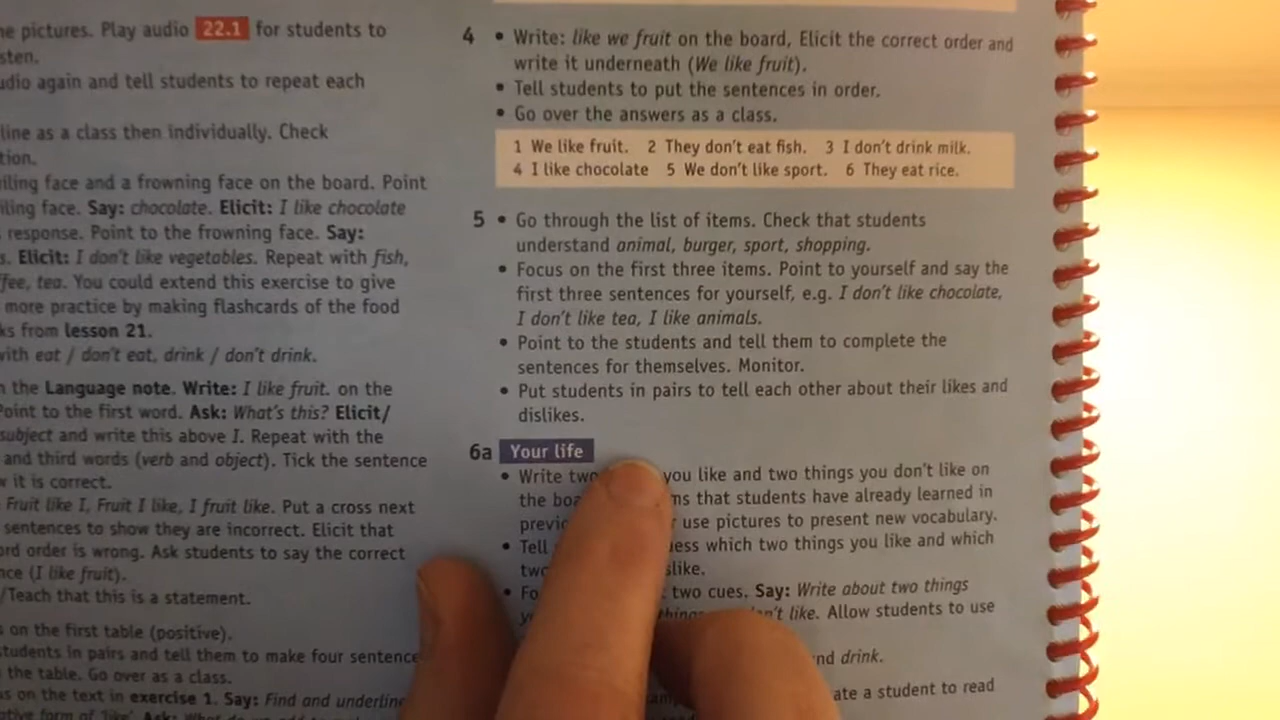 ne pictures. Play audio 22.1 for students to
sten.
udio again and tell students to repeat each
line as a class then individually. Check
tion.
iling face and a frowning face on the board. Point
iling face. Say: chocolate. Elicit: I like chocolate
response. Point to the frowning face. Say:
s. Elicit: I don't like vegetables. Repeat with fish,
fee, tea. You could extend this exercise to give
more practice by making flashcards of the food
ks from lesson 21.
with eat / don't eat, drink / don't drink.
n the Language note. Write: I like fruit. on the
Point to the first word. Ask: What's this? Elicit/
subject and write this above I. Repeat with the
and third words (verb and object). Tick the sentence
w it is correct.
Fruit like I, Fruit I like, I fruit like. Put a cross next
sentences to show they are incorrect. Elicit that
ord order is wrong. Ask students to say the correct
nce (I like fruit).
/Teach that this is a statement.
s on the first table (positive).
students in pairs and tell them to make four sentence
the table. Go over as a class.
us on the text in exercise 1. Say: Find and underline
ative form of 'like'. Ask:
4 • Write: like we fruit on the board, Elicit the correct order and
write it underneath (We like fruit).
• Tell students to put the sentences in order.
• Go over the answers as a class.
1 We like fruit. 2 They don't eat fish. 3 I don't drink milk.
4 I like chocolate 5 We don't like sport. 6 They eat rice.
5 • Go through the list of items. Check that students
understand animal, burger, sport, shopping.
• Focus on the first three items. Point to yourself and say the
first three sentences for yourself, e.g. I don't like chocolate,
I don't like tea, I like animals.
• Point to the students and tell them to complete the
sentences for themselves. Monitor.
• Put students in pairs to tell each other about their likes and
dislikes.
6a Your life
• Write two you like and two things you don't like on
the boa ms that students have already learned in
previo r use pictures to present new vocabulary.
• Tell ess which two things you like and which
two slike.
• Fo two cues. Say: Write about two things
things n't like. Allow students to use
nd drink.
ate a student to read